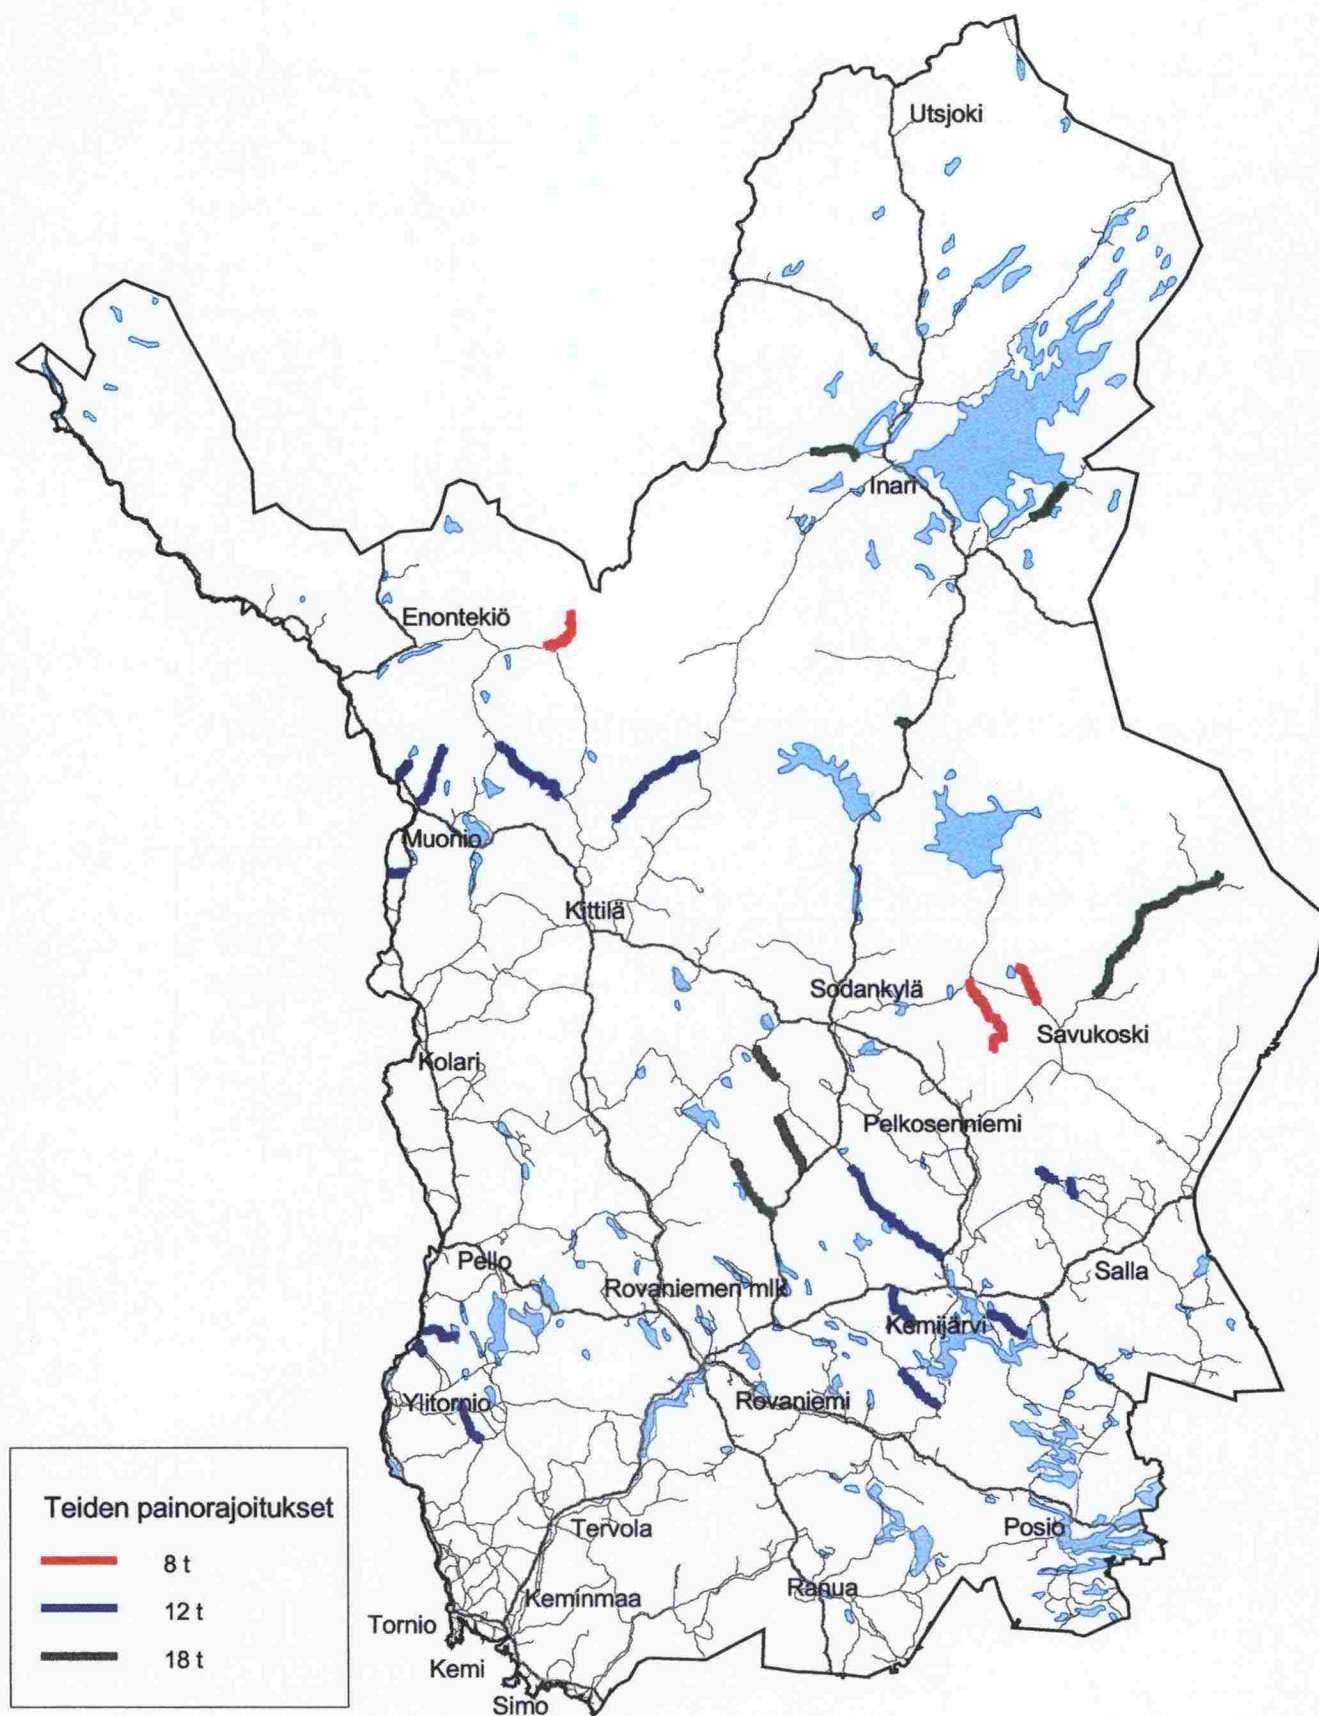 Utsjoki
Inari
Enontekiö
Muonio
Kittilä
Sodankylä
Savukoski
Kolari
Pelkosenniemi
Pello
Rovaniemen mlk
Salla
Kemijärvi
Ylitornio
Rovaniemi
Tervola
Posio
Ranua
Keminmaa
Tornio
Kemi
Simo
Teiden painorajoitukset
8 t
12 t
18 t